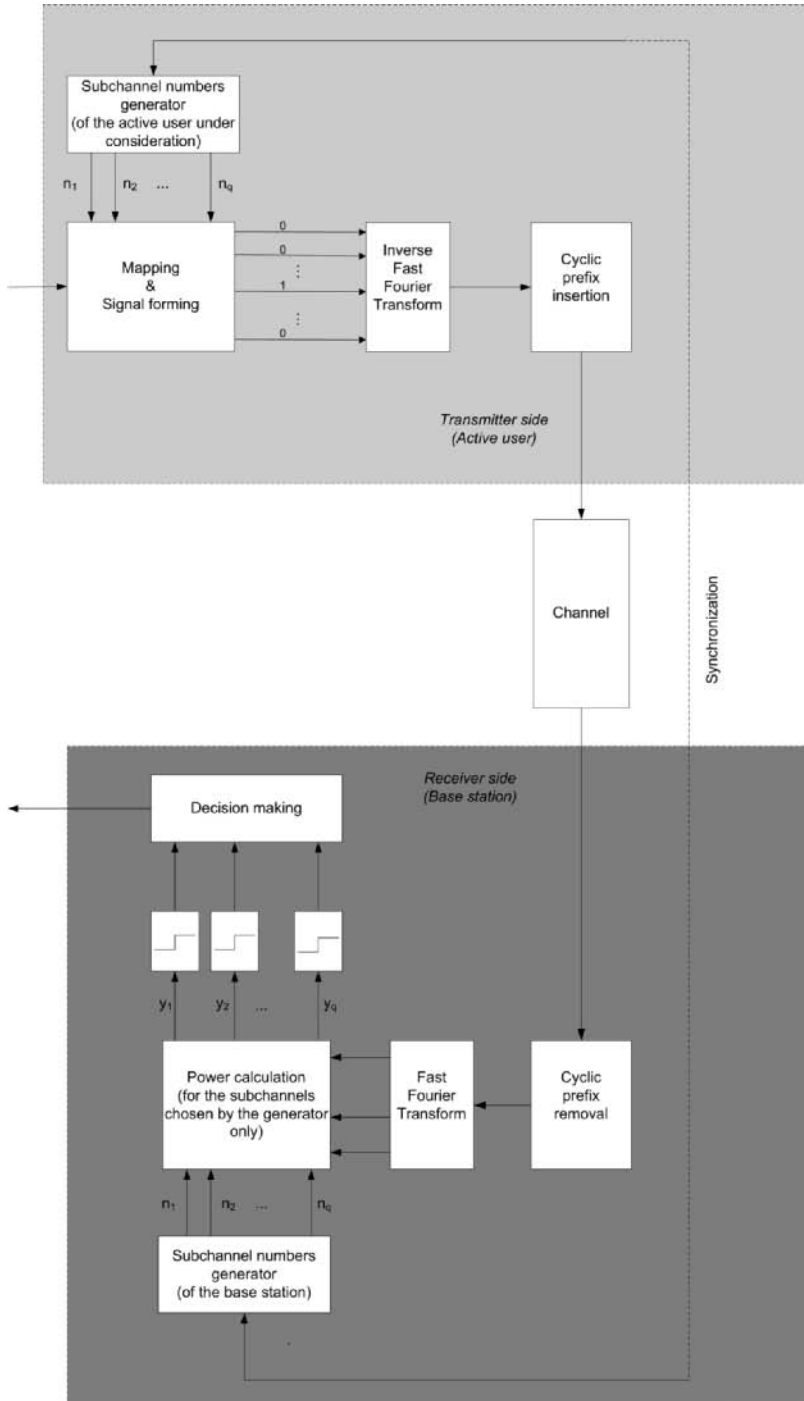 Subchannel numbers
generator
(of the active user under
consideration)
n1 n2 ... nq
Mapping
&
Signal forming
0
0
...
1
...
0
Inverse
Fast
Fourier
Transform
Cyclic
prefix
insertion
Transmitter side
(Active user)
Channel
Synchronization
Receiver side
(Base station)
Decision making
y1 y2 ... yq
Power calculation
(for the subchannels
chosen by the generator
only)
Fast
Fourier
Transform
Cyclic
prefix
removal
n1 n2 ... nq
Subchannel numbers
generator
(of the base station)